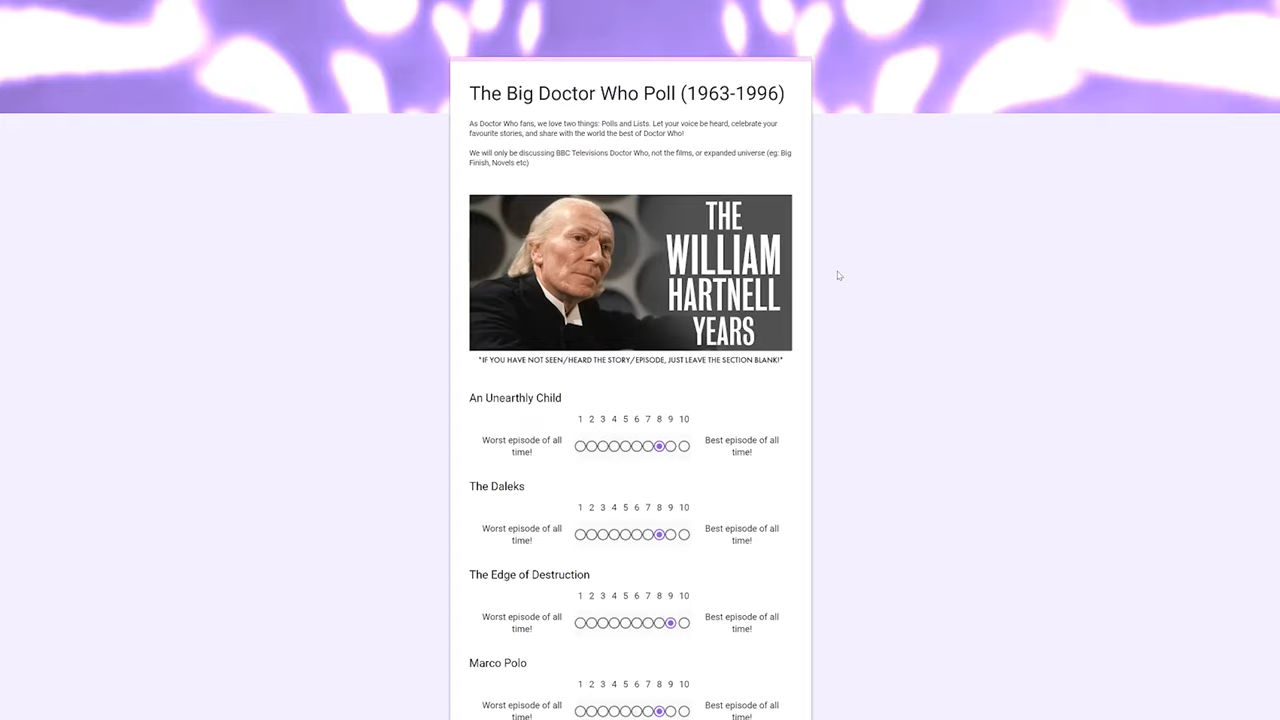 The Big Doctor Who Poll (1963-1996)
As Doctor Who fans, we love two things: Polls and Lists. Let your voice be heard, celebrate your
favourite stories, and share with the world the best of Doctor Who!
We will only be discussing BBC Televisions Doctor Who, not the films, or expanded universe (eg: Big
Finish, Novels etc)
THE
WILLIAM
HARTNELL
YEARS
*IF YOU HAVE NOT SEEN/HEARD THE STORY/EPISODE, JUST LEAVE THE SECTION BLANK!*
An Unearthly Child
1 2 3 4 5 6 7 8 9 10
Worst episode of all
time!
Best episode of all
time!
The Daleks
1 2 3 4 5 6 7 8 9 10
Worst episode of all
time!
Best episode of all
time!
The Edge of Destruction
1 2 3 4 5 6 7 8 9 10
Worst episode of all
time!
Best episode of all
time!
Marco Polo
1 2 3 4 5 6 7 8 9 10
Worst episode of all
time!
Best episode of all
time!